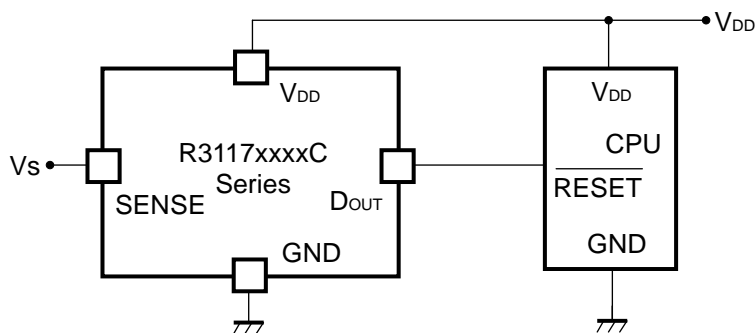 VDD
VDD
VDD
R3117xxxxC
Series
CPU
Vs
SENSE
DOUT
RESET
GND
GND